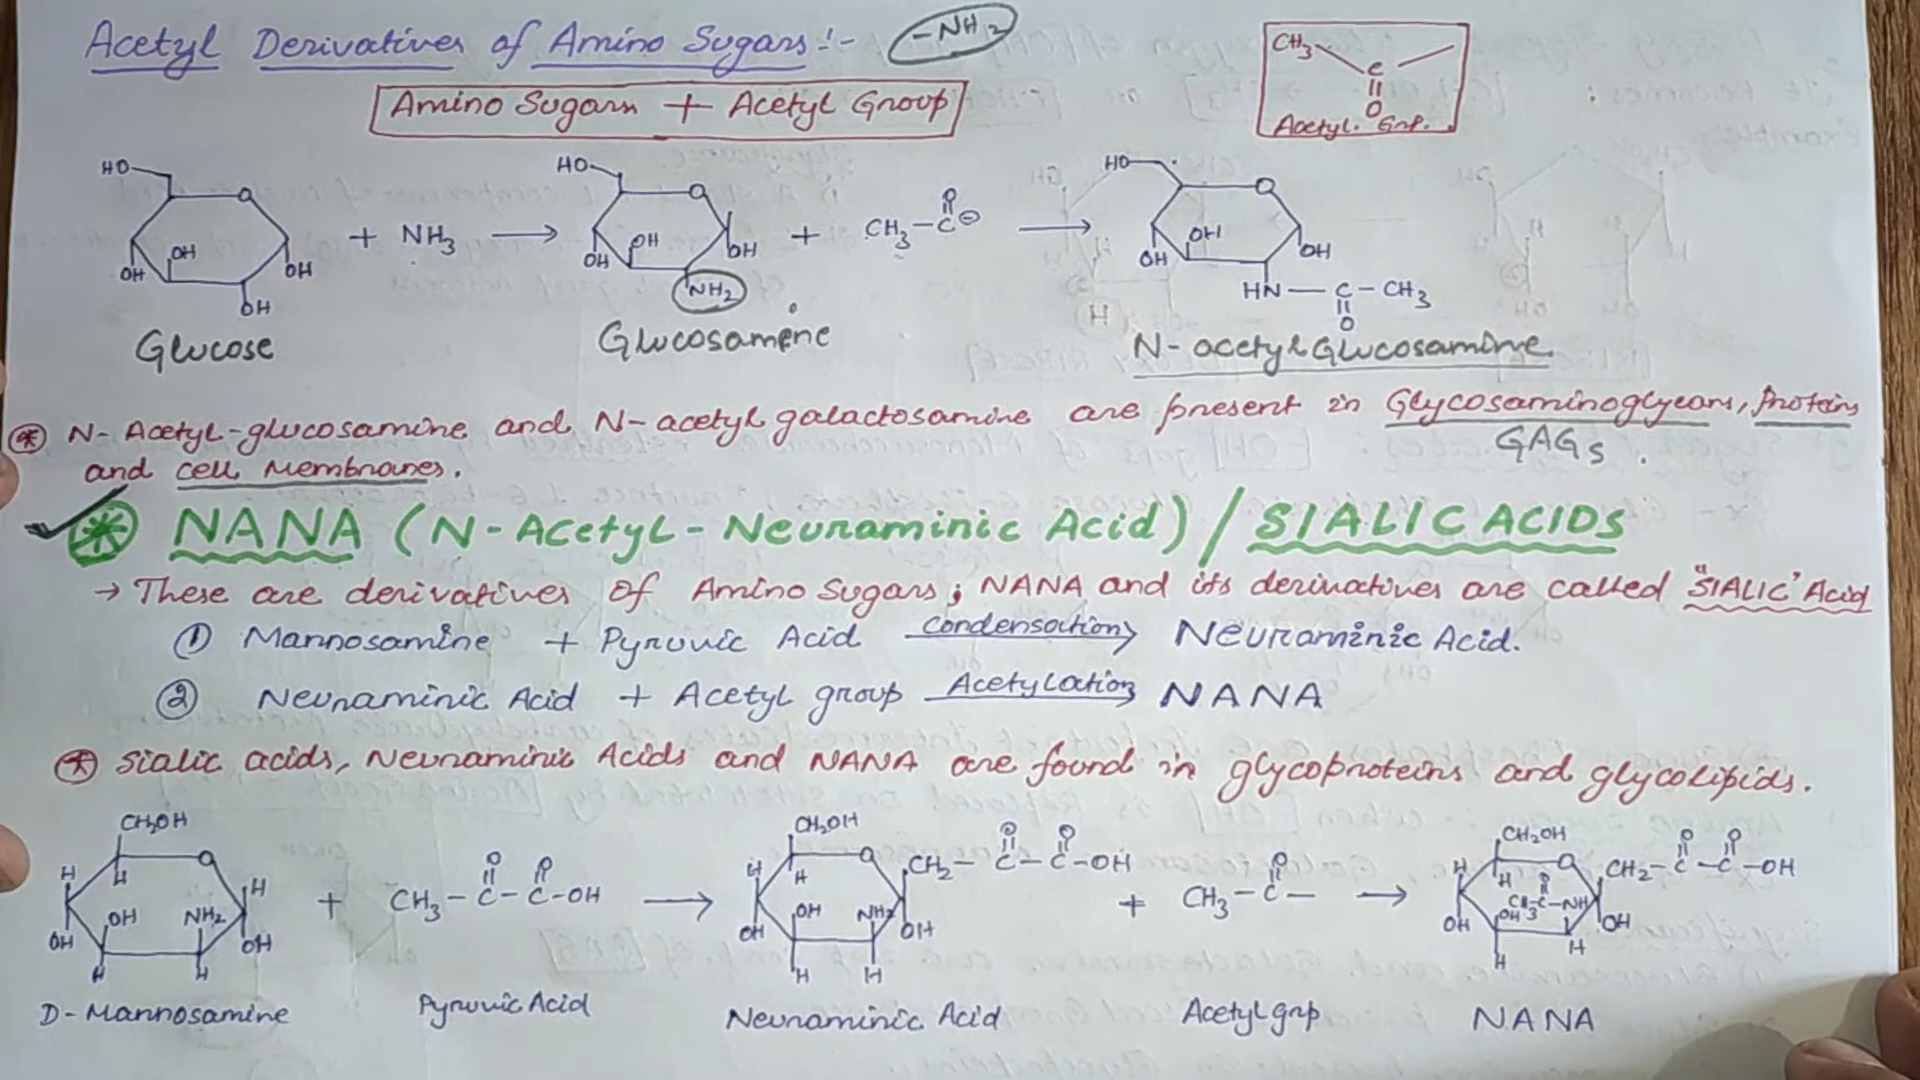 Acetyl Derivatives of Amino Sugars:- -NH2
Amino Sugars + Acetyl Group
CH3 C O
Acetyl. Grp.
HO O OH OH OH OH + NH3 → HO O OH OH OH NH2 + CH3-C O ⊖ → HO O OH OH OH HN-C-CH3 O
Glucose
Glucosamine
N-acetylGlucosamine
* N-Acetyl-glucosamine and N-acetyl galactosamine are present in Glycosaminoglycans, Proteins
GAGs.
and cell Membranes.
* NANA (N-Acetyl-Neuraminic Acid) / SIALIC ACIDS
→ These are derivatives of Amino Sugars; NANA and its derivatives are called "SIALIC" Acid
① Mannosamine + Pyruvic Acid condensation→ Neuraminic Acid.
② Neuraminic Acid + Acetyl group Acetylation→ NANA
* Sialic acids, Neuraminic Acids and NANA are found in glycoproteins and glycolipids.
CH2OH O H H H OH NH2 OH OH H H + CH3-C-C-OH O O → CH2OH O CH2-C-C-OH O O H H OH NH2 OH OH H H + CH3-C- O → CH2OH O CH2-C-C-OH O O H H O CH3-C-NH OH OH OH H H
D-Mannosamine
Pyruvic Acid
Neuraminic Acid
Acetyl grp
NANA